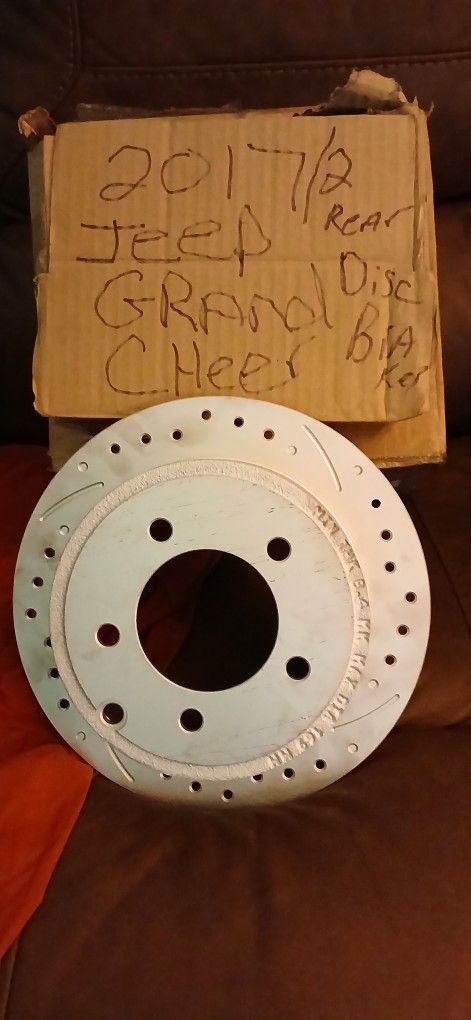 2017/2
Jeep Rear
GRAnd Disc
CHeer BrA
Ker